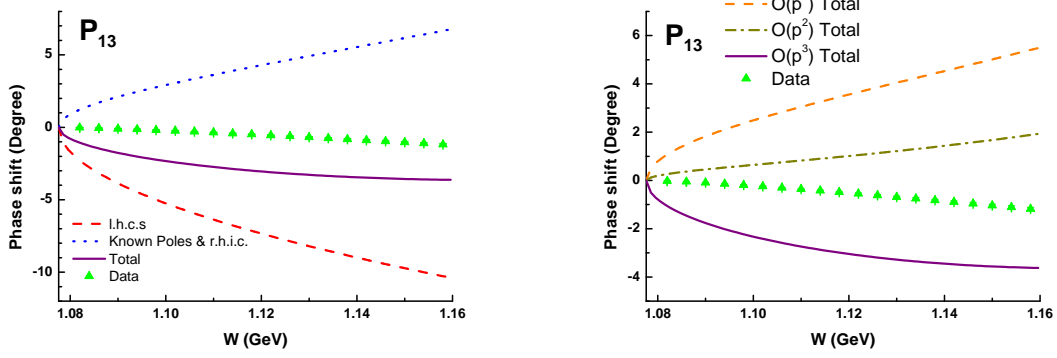 P13
Phase shift (Degree)
5
0
-5
-10
l.h.c.s
Known Poles & r.h.i.c.
Total
Data
1.08 1.10 1.12 1.14 1.16
W (GeV)
P13
O(p2) Total
O(p3) Total
Data
Phase shift (Degree)
6
4
2
0
-2
-4
1.08 1.10 1.12 1.14 1.16
W (GeV)